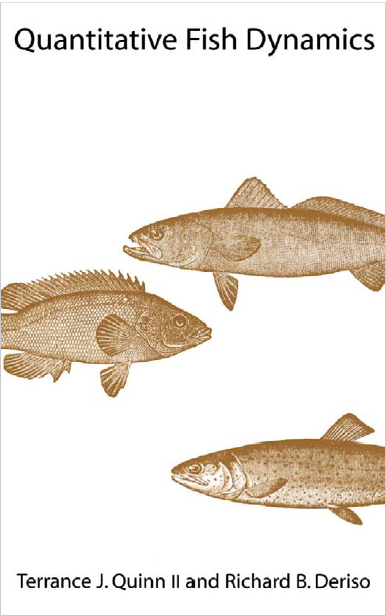 Quantitative Fish Dynamics
Terrance J. Quinn II and Richard B. Deriso